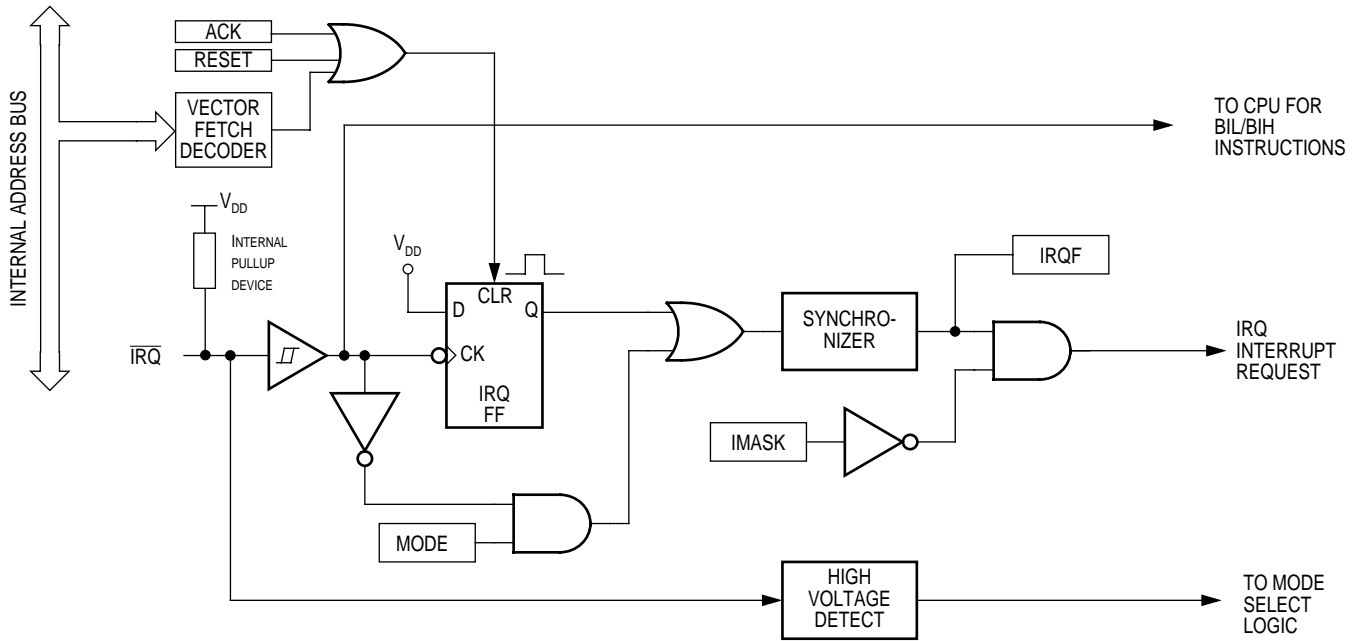 INTERNAL ADDRESS BUS
ACK
RESET
VECTOR
FETCH
DECODER
TO CPU FOR
BIL/BIH
INSTRUCTIONS
VDD
INTERNAL
PULLUP
DEVICE
VDD
CLR
D
Q
CK
IRQ
FF
IRQ
SYNCHRO-
NIZER
IRQF
IRQ
INTERRUPT
REQUEST
IMASK
MODE
HIGH
VOLTAGE
DETECT
TO MODE
SELECT
LOGIC